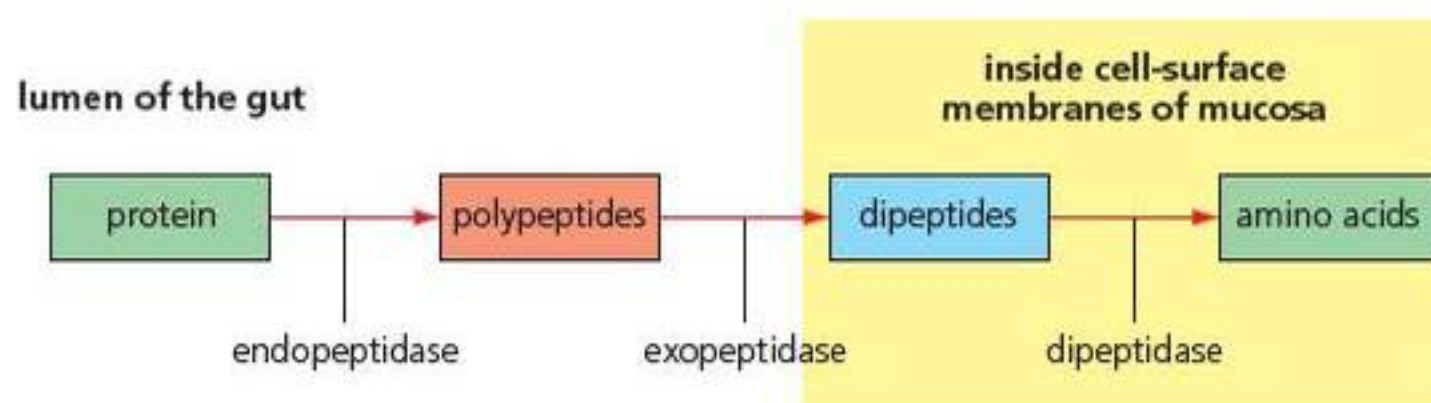 lumen of the gut
inside cell-surface
membranes of mucosa
protein
polypeptides
dipeptides
amino acids
endopeptidase
exopeptidase
dipeptidase